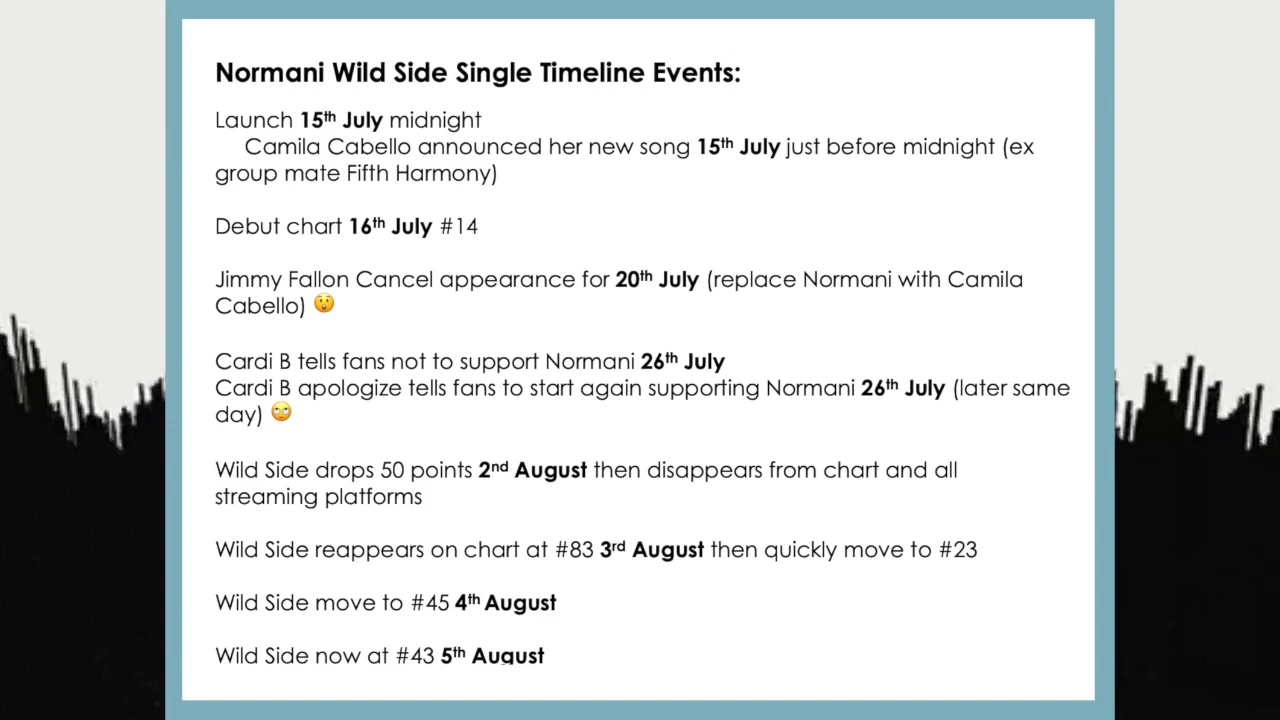 Normani Wild Side Single Timeline Events:
Launch 15th July midnight
Camila Cabello announced her new song 15th July just before midnight (ex
group mate Fifth Harmony)
Debut chart 16th July #14
Jimmy Fallon Cancel appearance for 20th July (replace Normani with Camila
Cabello) 😲
Cardi B tells fans not to support Normani 26th July
Cardi B apologize tells fans to start again supporting Normani 26th July (later same
day) 🙄
Wild Side drops 50 points 2nd August then disappears from chart and all
streaming platforms
Wild Side reappears on chart at #83 3rd August then quickly move to #23
Wild Side move to #45 4th August
Wild Side now at #43 5th August